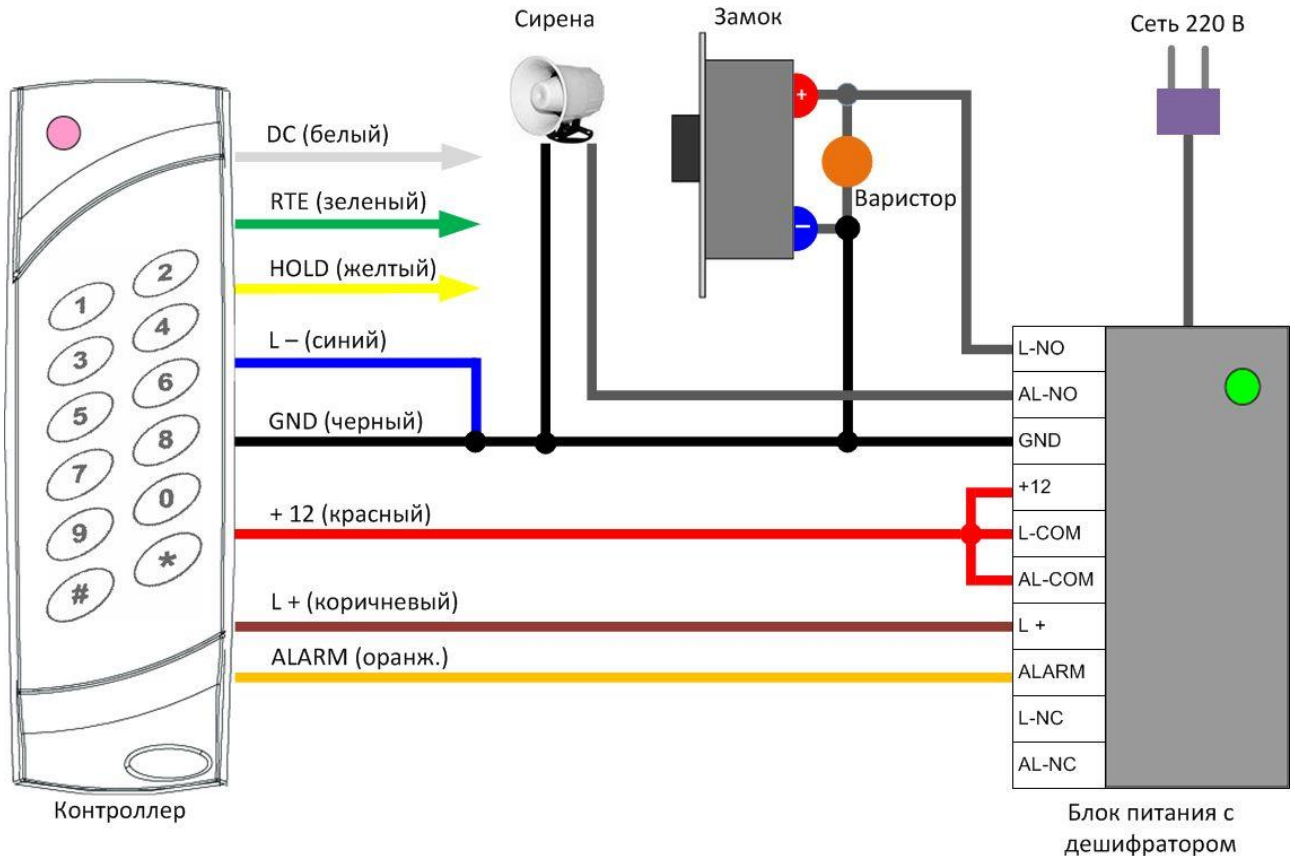 Сирена
Замок
Сеть 220 В
DC (белый)
RTE (зеленый)
HOLD (желтый)
L – (синий)
GND (черный)
+ 12 (красный)
L + (коричневый)
ALARM (оранж.)
+
–
Варистор
1
2
3
4
5
6
7
8
9
0
#
*
L-NO
AL-NO
GND
+12
L-COM
AL-COM
L +
ALARM
L-NC
AL-NC
Контроллер
Блок питания с
дешифратором